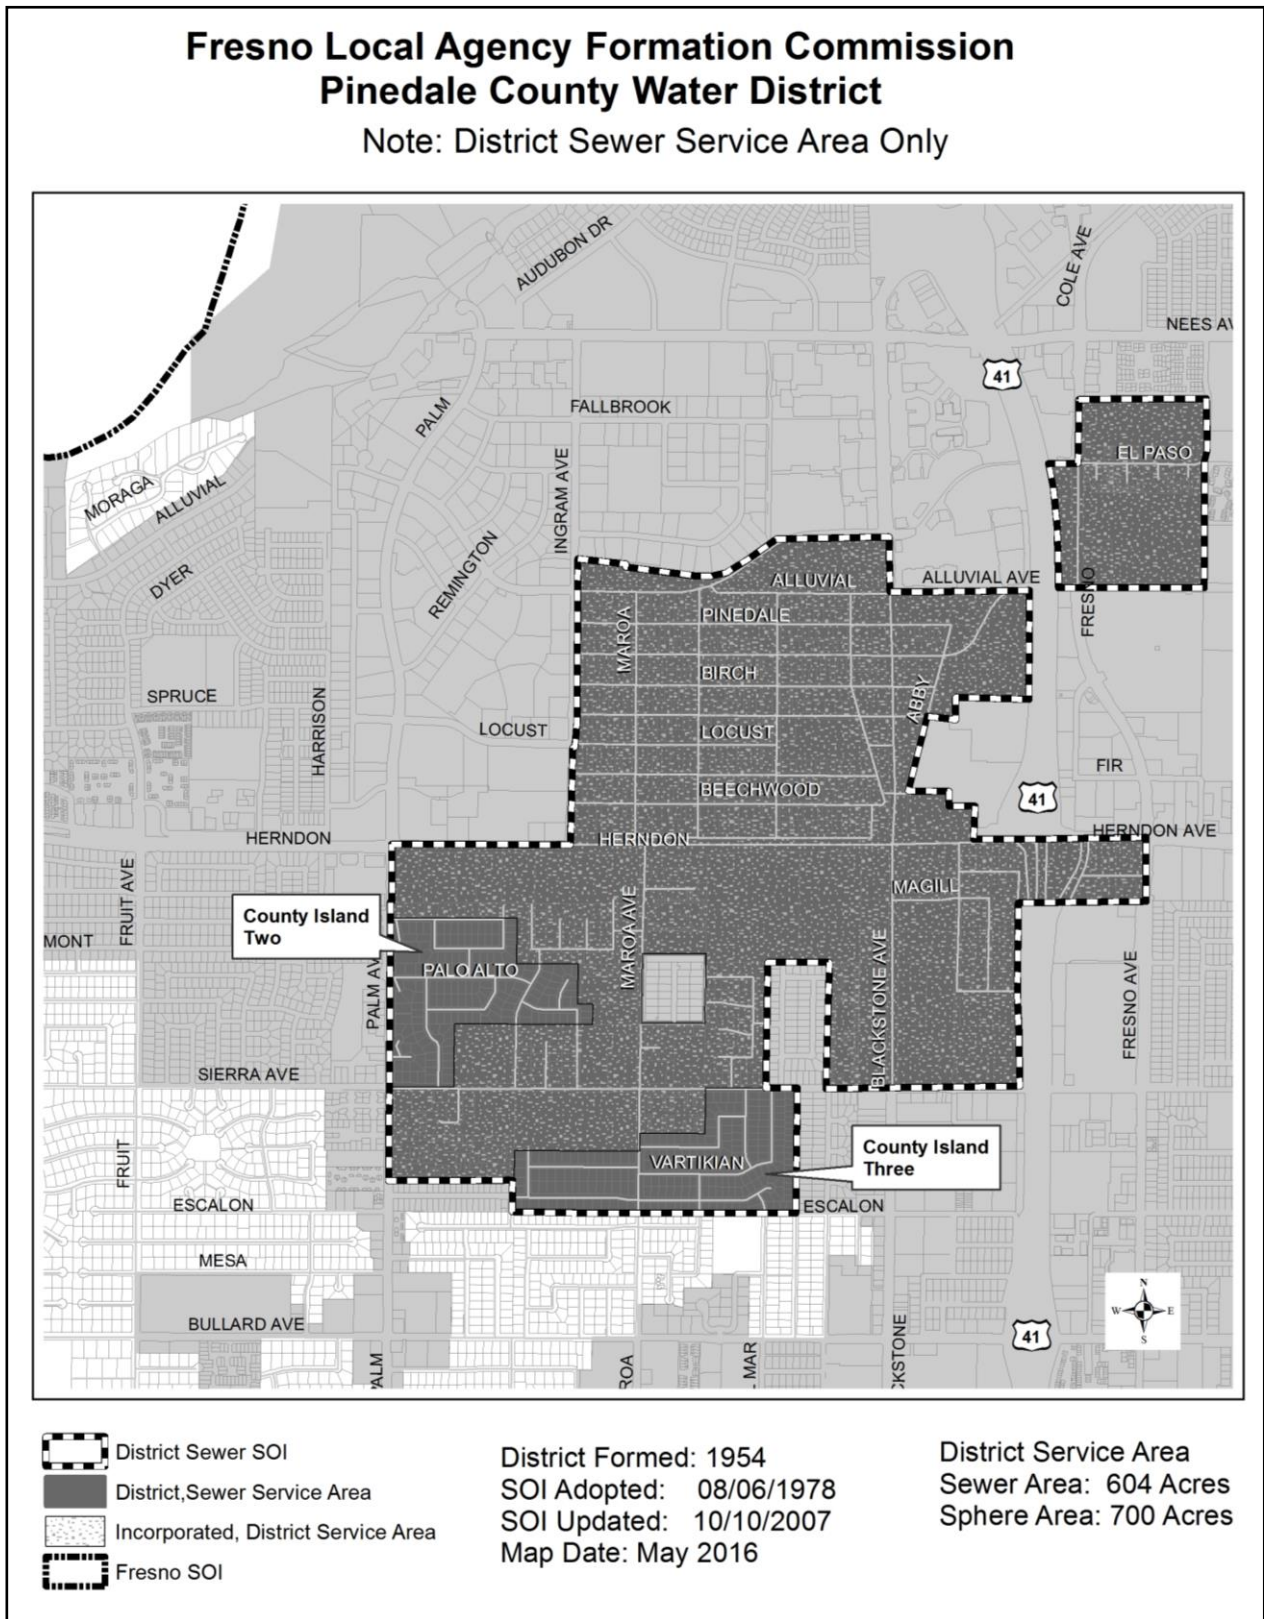 Fresno Local Agency Formation Commission
Pinedale County Water District
Note: District Sewer Service Area Only
AUDUBON DR
COLE AVE
NEES AV
41
FALLBROOK
PALM
EL PASO
INGRAM AVE
MORAGA
ALLUVIAL
DYER
REMINGTON
ALLUVIAL
ALLUVIAL AVE
FRESNO
MAROA
PINEDALE
BIRCH
ABBY
SPRUCE
HARRISON
LOCUST
LOCUST
FIR
BEECHWOOD
41
HERNDON
HERNDON
HERNDON AVE
MAGILL
FRUIT AVE
County Island
Two
MONT
PALM AV
PALO ALTO
MAROA AVE
BLACKSTONE AVE
FRESNO AVE
SIERRA AVE
FRUIT
VARTIKIAN
County Island
Three
ESCALON
ESCALON
MESA
BULLARD AVE
ALM
ROA
MAR
CKSTONE
41
N
W E
S
District Sewer SOI
District,Sewer Service Area
Incorporated, District Service Area
Fresno SOI
District Formed: 1954
SOI Adopted: 08/06/1978
SOI Updated: 10/10/2007
Map Date: May 2016
District Service Area
Sewer Area: 604 Acres
Sphere Area: 700 Acres